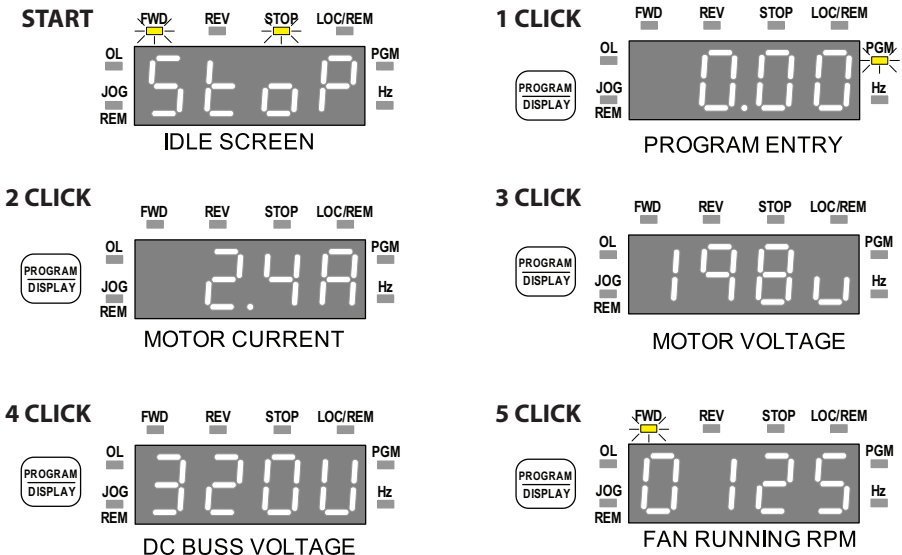 START
FWD REV STOP LOC/REM
OL PGM
StoP
JOG Hz
REM
IDLE SCREEN
1 CLICK
FWD REV STOP LOC/REM
OL PGM
PROGRAM
DISPLAY
0.00
JOG Hz
REM
PROGRAM ENTRY
2 CLICK
FWD REV STOP LOC/REM
OL PGM
PROGRAM
DISPLAY
2.4A
JOG Hz
REM
MOTOR CURRENT
3 CLICK
FWD REV STOP LOC/REM
OL PGM
PROGRAM
DISPLAY
198u
JOG Hz
REM
MOTOR VOLTAGE
4 CLICK
FWD REV STOP LOC/REM
OL PGM
PROGRAM
DISPLAY
320U
JOG Hz
REM
DC BUSS VOLTAGE
5 CLICK
FWD REV STOP LOC/REM
OL PGM
PROGRAM
DISPLAY
0125
JOG Hz
REM
FAN RUNNING RPM